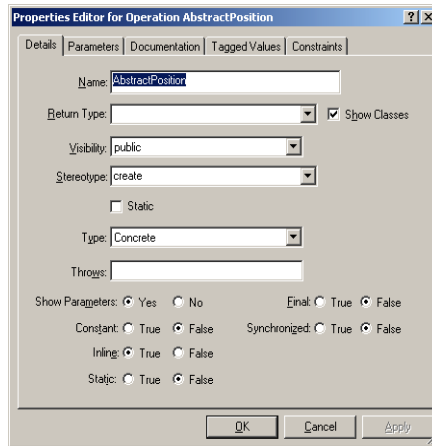 Properties Editor for Operation AbstractPosition
Details Parameters Documentation Tagged Values Constraints
Name: AbstractPosition
Return Type: Show Classes
Visibility: public
Stereotype: create
Static
Type: Concrete
Throws:
Show Parameters: Yes No Final: True False
Constant: True False Synchronized: True False
Inline: True False
Static: True False
OK Cancel Apply